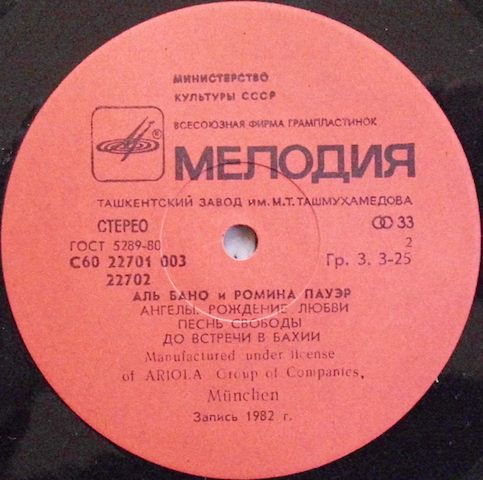 МИНИСТЕРСТВО
КУЛЬТУРЫ СССР
ВСЕСОЮЗНАЯ ФИРМА ГРАМПЛАСТИНОК
МЕЛОДИЯ
ТАШКЕНТСКИЙ ЗАВОД ИМ. М.Т. ТАШМУХАМЕДОВА
СТЕРЕО 33
ГОСТ 5289-80 2
С60 22701 003 Гр. 3. 3-25
22702
АЛЬ БАНО и РОМИНА ПАУЭР
АНГЕЛЫ. РОЖДЕНИЕ ЛЮБВИ
ПЕСНЬ СВОБОДЫ
ДО ВСТРЕЧИ В БАХИИ
Manufactured under license
of ARIOLA Group of Companies,
München
Запись 1982 г.